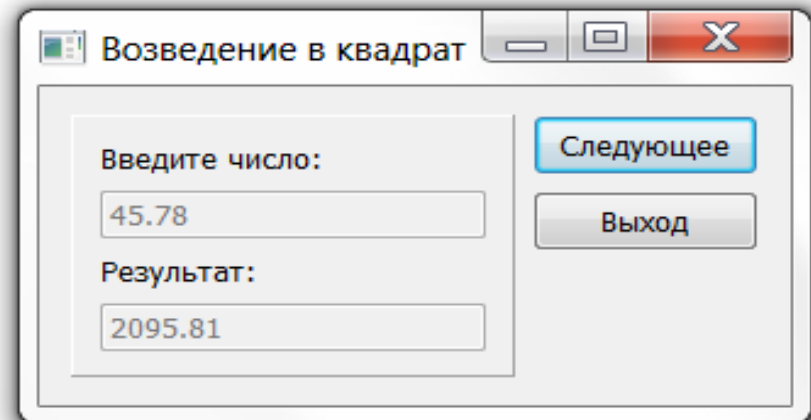 Возведение в квадрат
Введите число:
45.78
Результат:
2095.81
Следующее
Выход